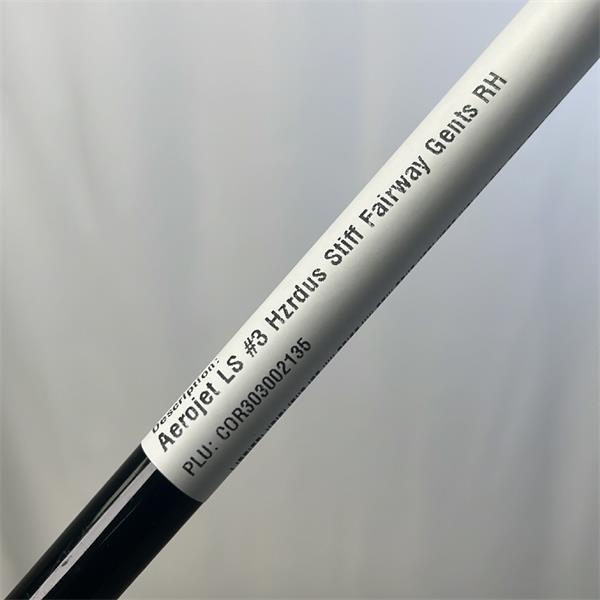 Description:
Aerojet LS #3 Hzrdus Stiff Fairway Gents RH
PLU: COR303002135